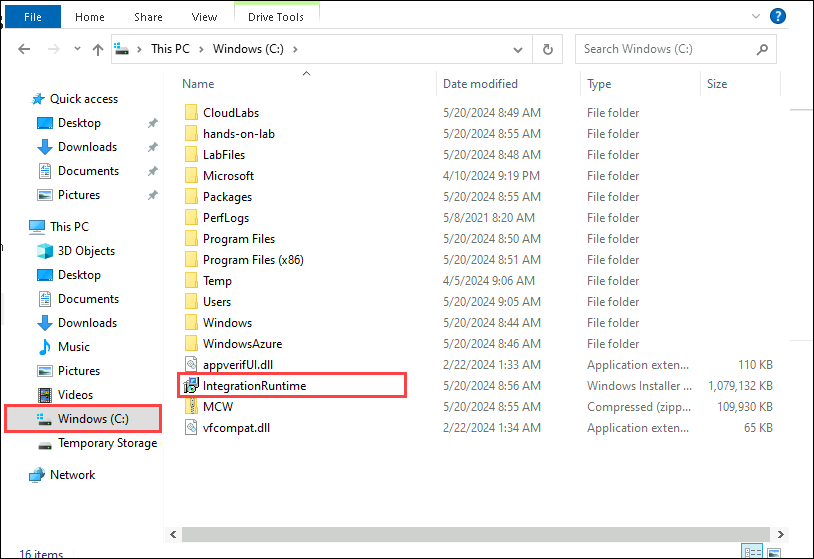 File Home Share View Drive Tools
This PC > Windows (C:) > Search Windows (C:)
Name Date modified Type Size
Quick access
Desktop
Downloads
Documents
Pictures
This PC
3D Objects
Desktop
Documents
Downloads
Music
Pictures
Videos
Windows (C:)
Temporary Storage
Network
CloudLabs 5/20/2024 8:49 AM File folder
hands-on-lab 5/20/2024 8:55 AM File folder
LabFiles 5/20/2024 8:48 AM File folder
Microsoft 4/10/2024 9:19 PM File folder
Packages 5/20/2024 8:55 AM File folder
PerfLogs 5/8/2021 8:20 AM File folder
Program Files 5/20/2024 8:50 AM File folder
Program Files (x86) 5/20/2024 8:51 AM File folder
Temp 4/5/2024 9:06 AM File folder
Users 5/20/2024 9:05 AM File folder
Windows 5/20/2024 8:44 AM File folder
WindowsAzure 5/20/2024 8:46 AM File folder
appverifUI.dll 2/22/2024 1:33 AM Application exten... 110 KB
IntegrationRuntime 5/20/2024 8:56 AM Windows Installer ... 1,079,132 KB
MCW 5/20/2024 8:55 AM Compressed (zipp... 109,930 KB
vfcompat.dll 2/22/2024 1:34 AM Application exten... 65 KB
16 items